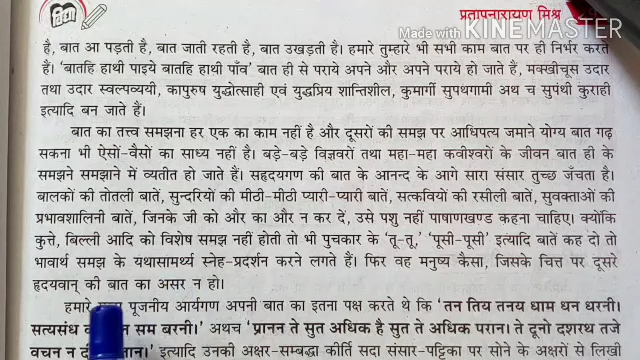 विद्या
प्रतापनारायण मिश्र
Made with KINEMASTER
है, बात आ पड़ती है, बात जाती रहती है, बात उखड़ती है। हमारे तुम्हारे भी सभी काम बात पर ही निर्भर करते
हैं। 'बातहि हाथी पाइये बातहि हाथी पाँव' बात ही से पराये अपने और अपने पराये हो जाते हैं, मक्खीचूस उदार
तथा उदार स्वल्पव्ययी, कापुरुष युद्धोत्साही एवं युद्धप्रिय शान्तिशील, कुमार्गी सुपथगामी अथ च सुपंथी कुराही
इत्यादि बन जाते हैं।
बात का तत्त्व समझना हर एक का काम नहीं है और दूसरों की समझ पर आधिपत्य जमाने योग्य बात गढ़
सकना भी ऐसों-वैसों का साध्य नहीं है। बड़े-बड़े विज्ञवरों तथा महा-महा कवीश्वरों के जीवन बात ही के
समझने समझाने में व्यतीत हो जाते हैं। सहृदयगण की बात के आनन्द के आगे सारा संसार तुच्छ जँचता है।
बालकों की तोतली बातें, सुन्दरियों की मीठी-मीठी प्यारी-प्यारी बातें, सत्कवियों की रसीली बातें, सुवक्ताओं की
प्रभावशालिनी बातें, जिनके जी को और का और न कर दें, उसे पशु नहीं पाषाणखण्ड कहना चाहिए। क्योंकि
कुत्ते, बिल्ली आदि को विशेष समझ नहीं होती तो भी पुचकार के 'तू-तू,' 'पूसी-पूसी' इत्यादि बातें कह दो तो
भावार्थ समझ के यथासामर्थ्य स्नेह-प्रदर्शन करने लगते हैं। फिर वह मनुष्य कैसा, जिसके चित्त पर दूसरे
हृदयवान् की बात का असर न हो।
हमारे पूजनीय आर्यगण अपनी बात का इतना पक्ष करते थे कि 'तन तिय तनय धाम धन धरनी।
सत्यसंध सम बरनी।' अथच 'प्रानन ते सुत अधिक है सुत ते अधिक परान। ते दूनो दशरथ तजे
वचन न इत्यादि उनकी अक्षर-सम्बद्धा कीर्ति सदा संसार-पट्टिका पर सोने के अक्षरों से लिखी